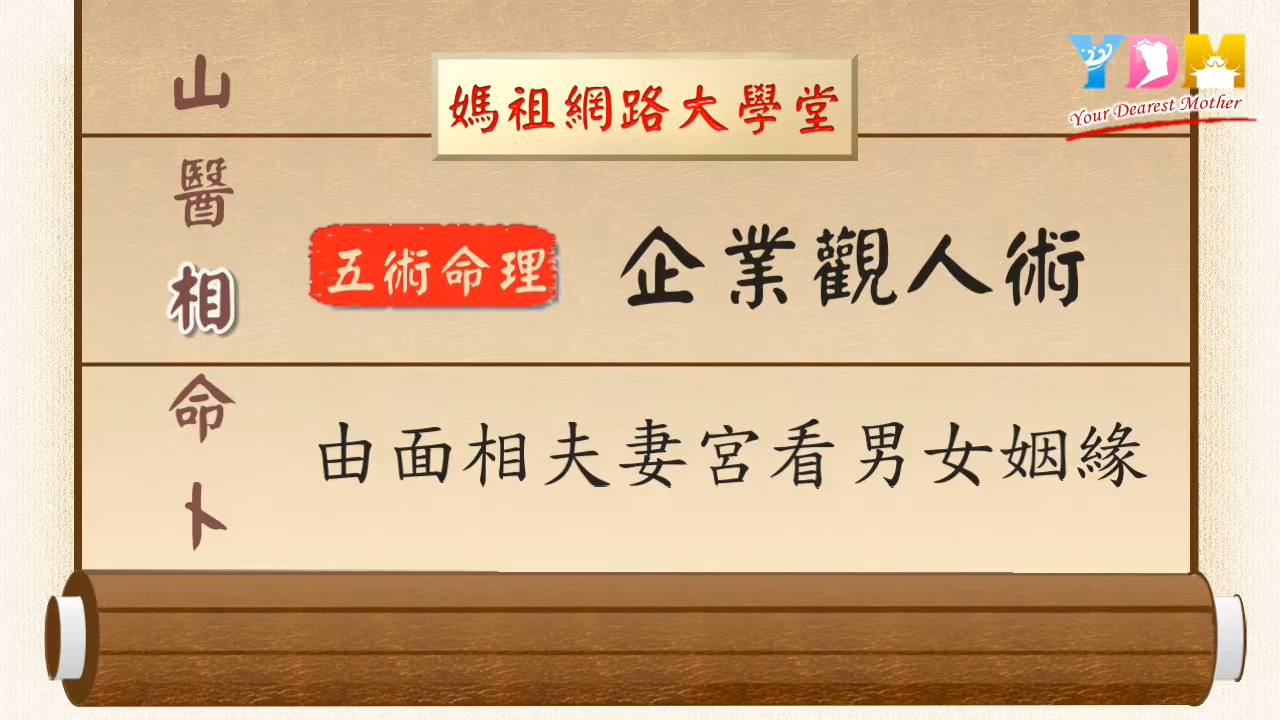 媽祖網路大學堂
YDM
Your Dearest Mother
山
醫
相
命
卜
五術命理 企業觀人術
由面相夫妻宮看男女姻緣